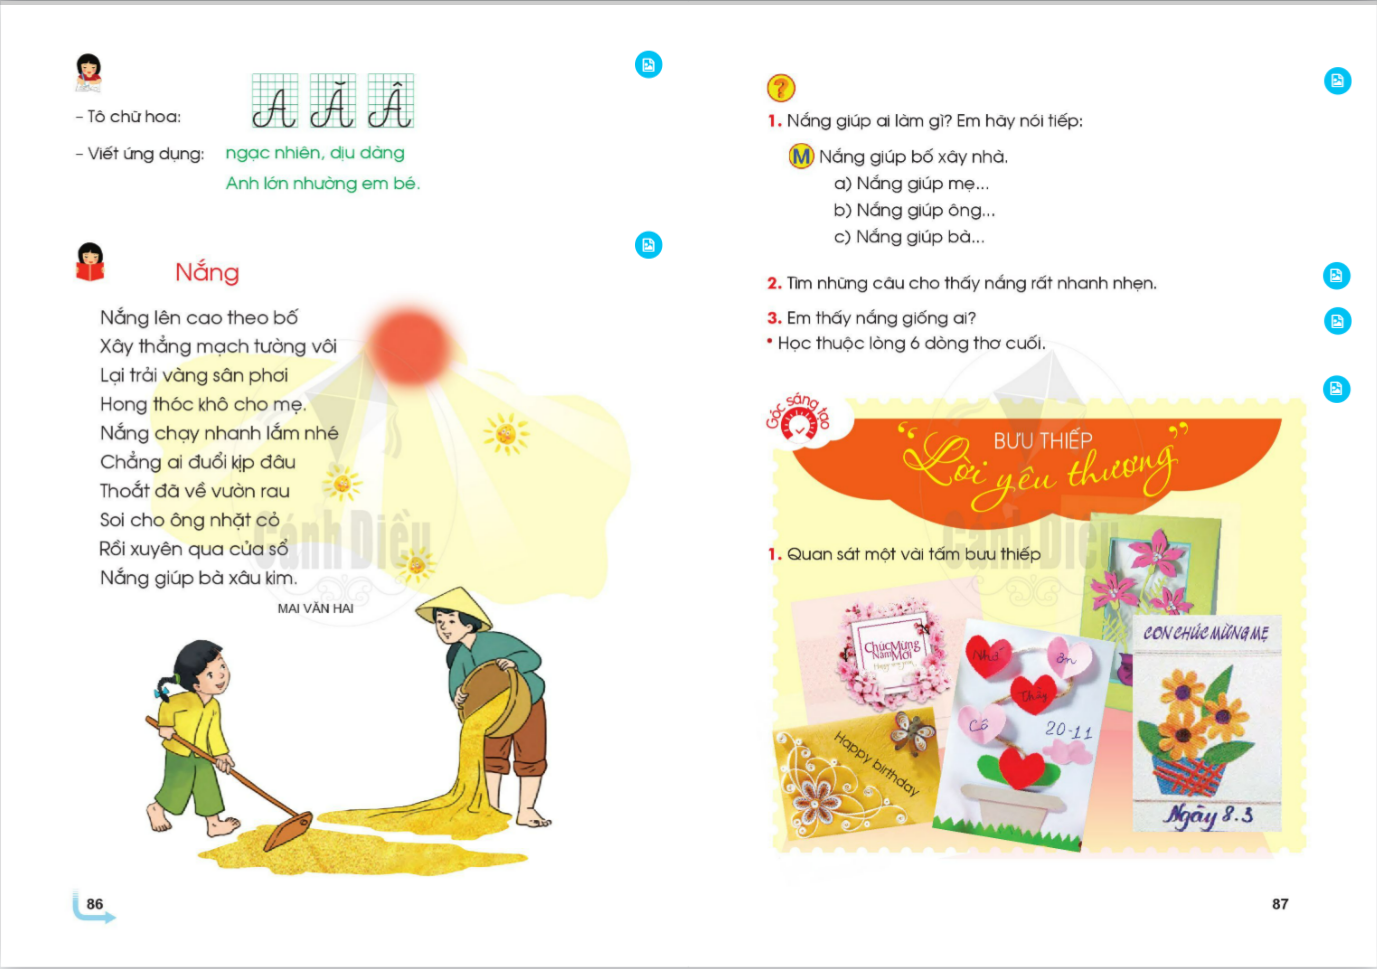 A Ă Â
– Tô chữ hoa:
– Viết ứng dụng: ngạc nhiên, dịu dàng
Anh lớn nhường em bé.
Nắng
Nắng lên cao theo bố
Xây thẳng mạch tường vôi
Lại trải vàng sân phơi
Hong thóc khô cho mẹ.
Nắng chạy nhanh lắm nhé
Chẳng ai đuổi kịp đâu
Thoắt đã về vườn rau
Soi cho ông nhặt cỏ
Rồi xuyên qua cửa sổ
Nắng giúp bà xâu kim.
MAI VĂN HAI
Cánh Diều
86
?
1. Nắng giúp ai làm gì? Em hãy nói tiếp:
M Nắng giúp bố xây nhà.
a) Nắng giúp mẹ...
b) Nắng giúp ông...
c) Nắng giúp bà...
2. Tìm những câu cho thấy nắng rất nhanh nhẹn.
3. Em thấy nắng giống ai?
• Học thuộc lòng 6 dòng thơ cuối.
Góc sáng tạo
BƯU THIẾP
“Lời yêu thương”
Cánh Diều
1. Quan sát một vài tấm bưu thiếp
Chúc Mừng
Năm Mới
Happy new year
Happy birthday
Nhớ ơn
Thầy
Cô
20-11
CON CHÚC MỪNG MẸ
Ngày 8.3
87